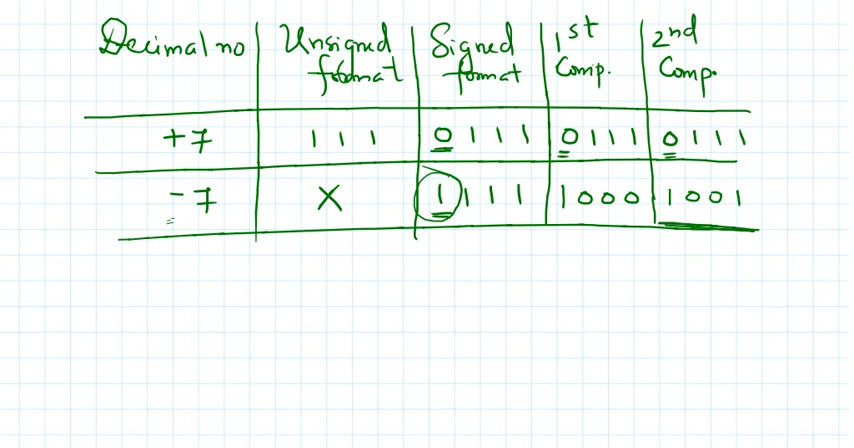 Decimal no Unsigned format Signed format 1st Comp. 2nd Comp.
+7 111 0111 0111 0111
-7 X 1111 1000 1001